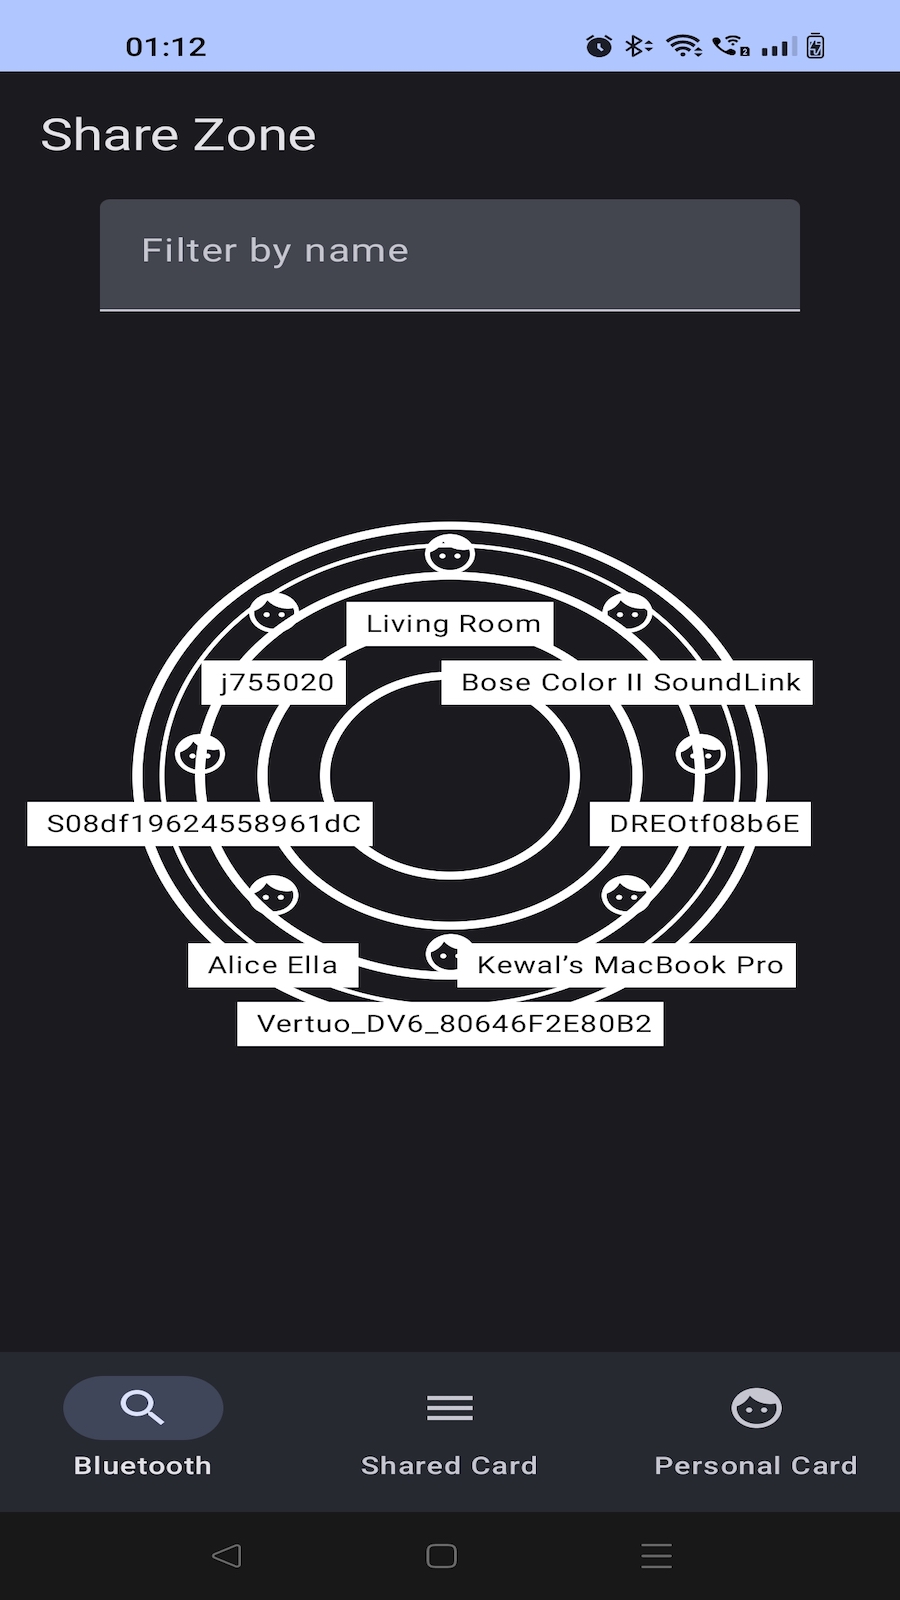 01:12
Share Zone
Filter by name
Living Room
j755020
Bose Color II SoundLink
S08df19624558961dC
DREOtf08b6E
Alice Ella
Kewal’s MacBook Pro
Vertuo_DV6_80646F2E80B2
Bluetooth
Shared Card
Personal Card